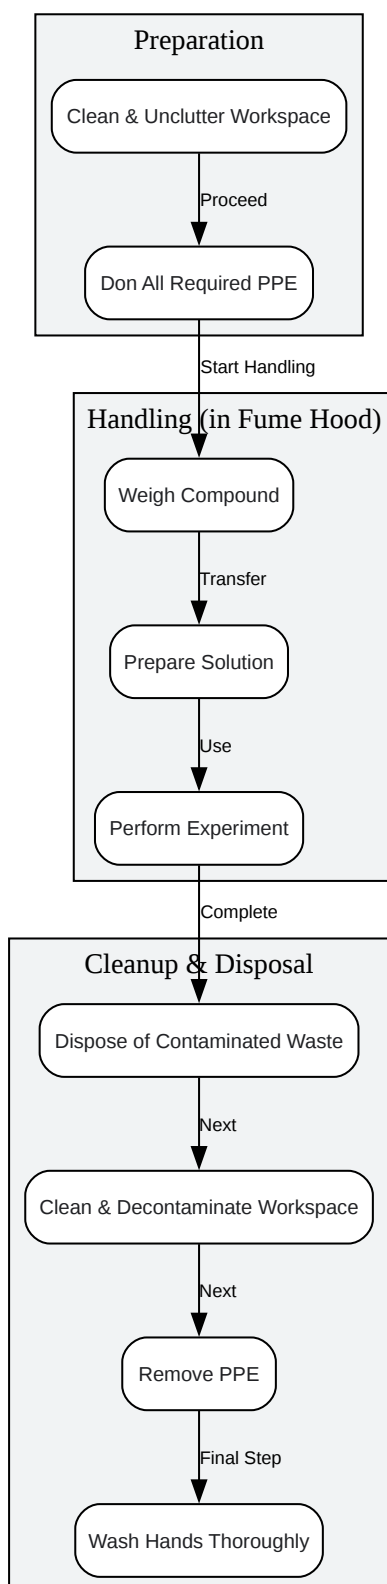 Preparation
Clean & Unclutter Workspace
Proceed
Don All Required PPE
Start Handling
Handling (in Fume Hood)
Weigh Compound
Transfer
Prepare Solution
Use
Perform Experiment
Complete
Cleanup & Disposal
Dispose of Contaminated Waste
Next
Clean & Decontaminate Workspace
Next
Remove PPE
Final Step
Wash Hands Thoroughly